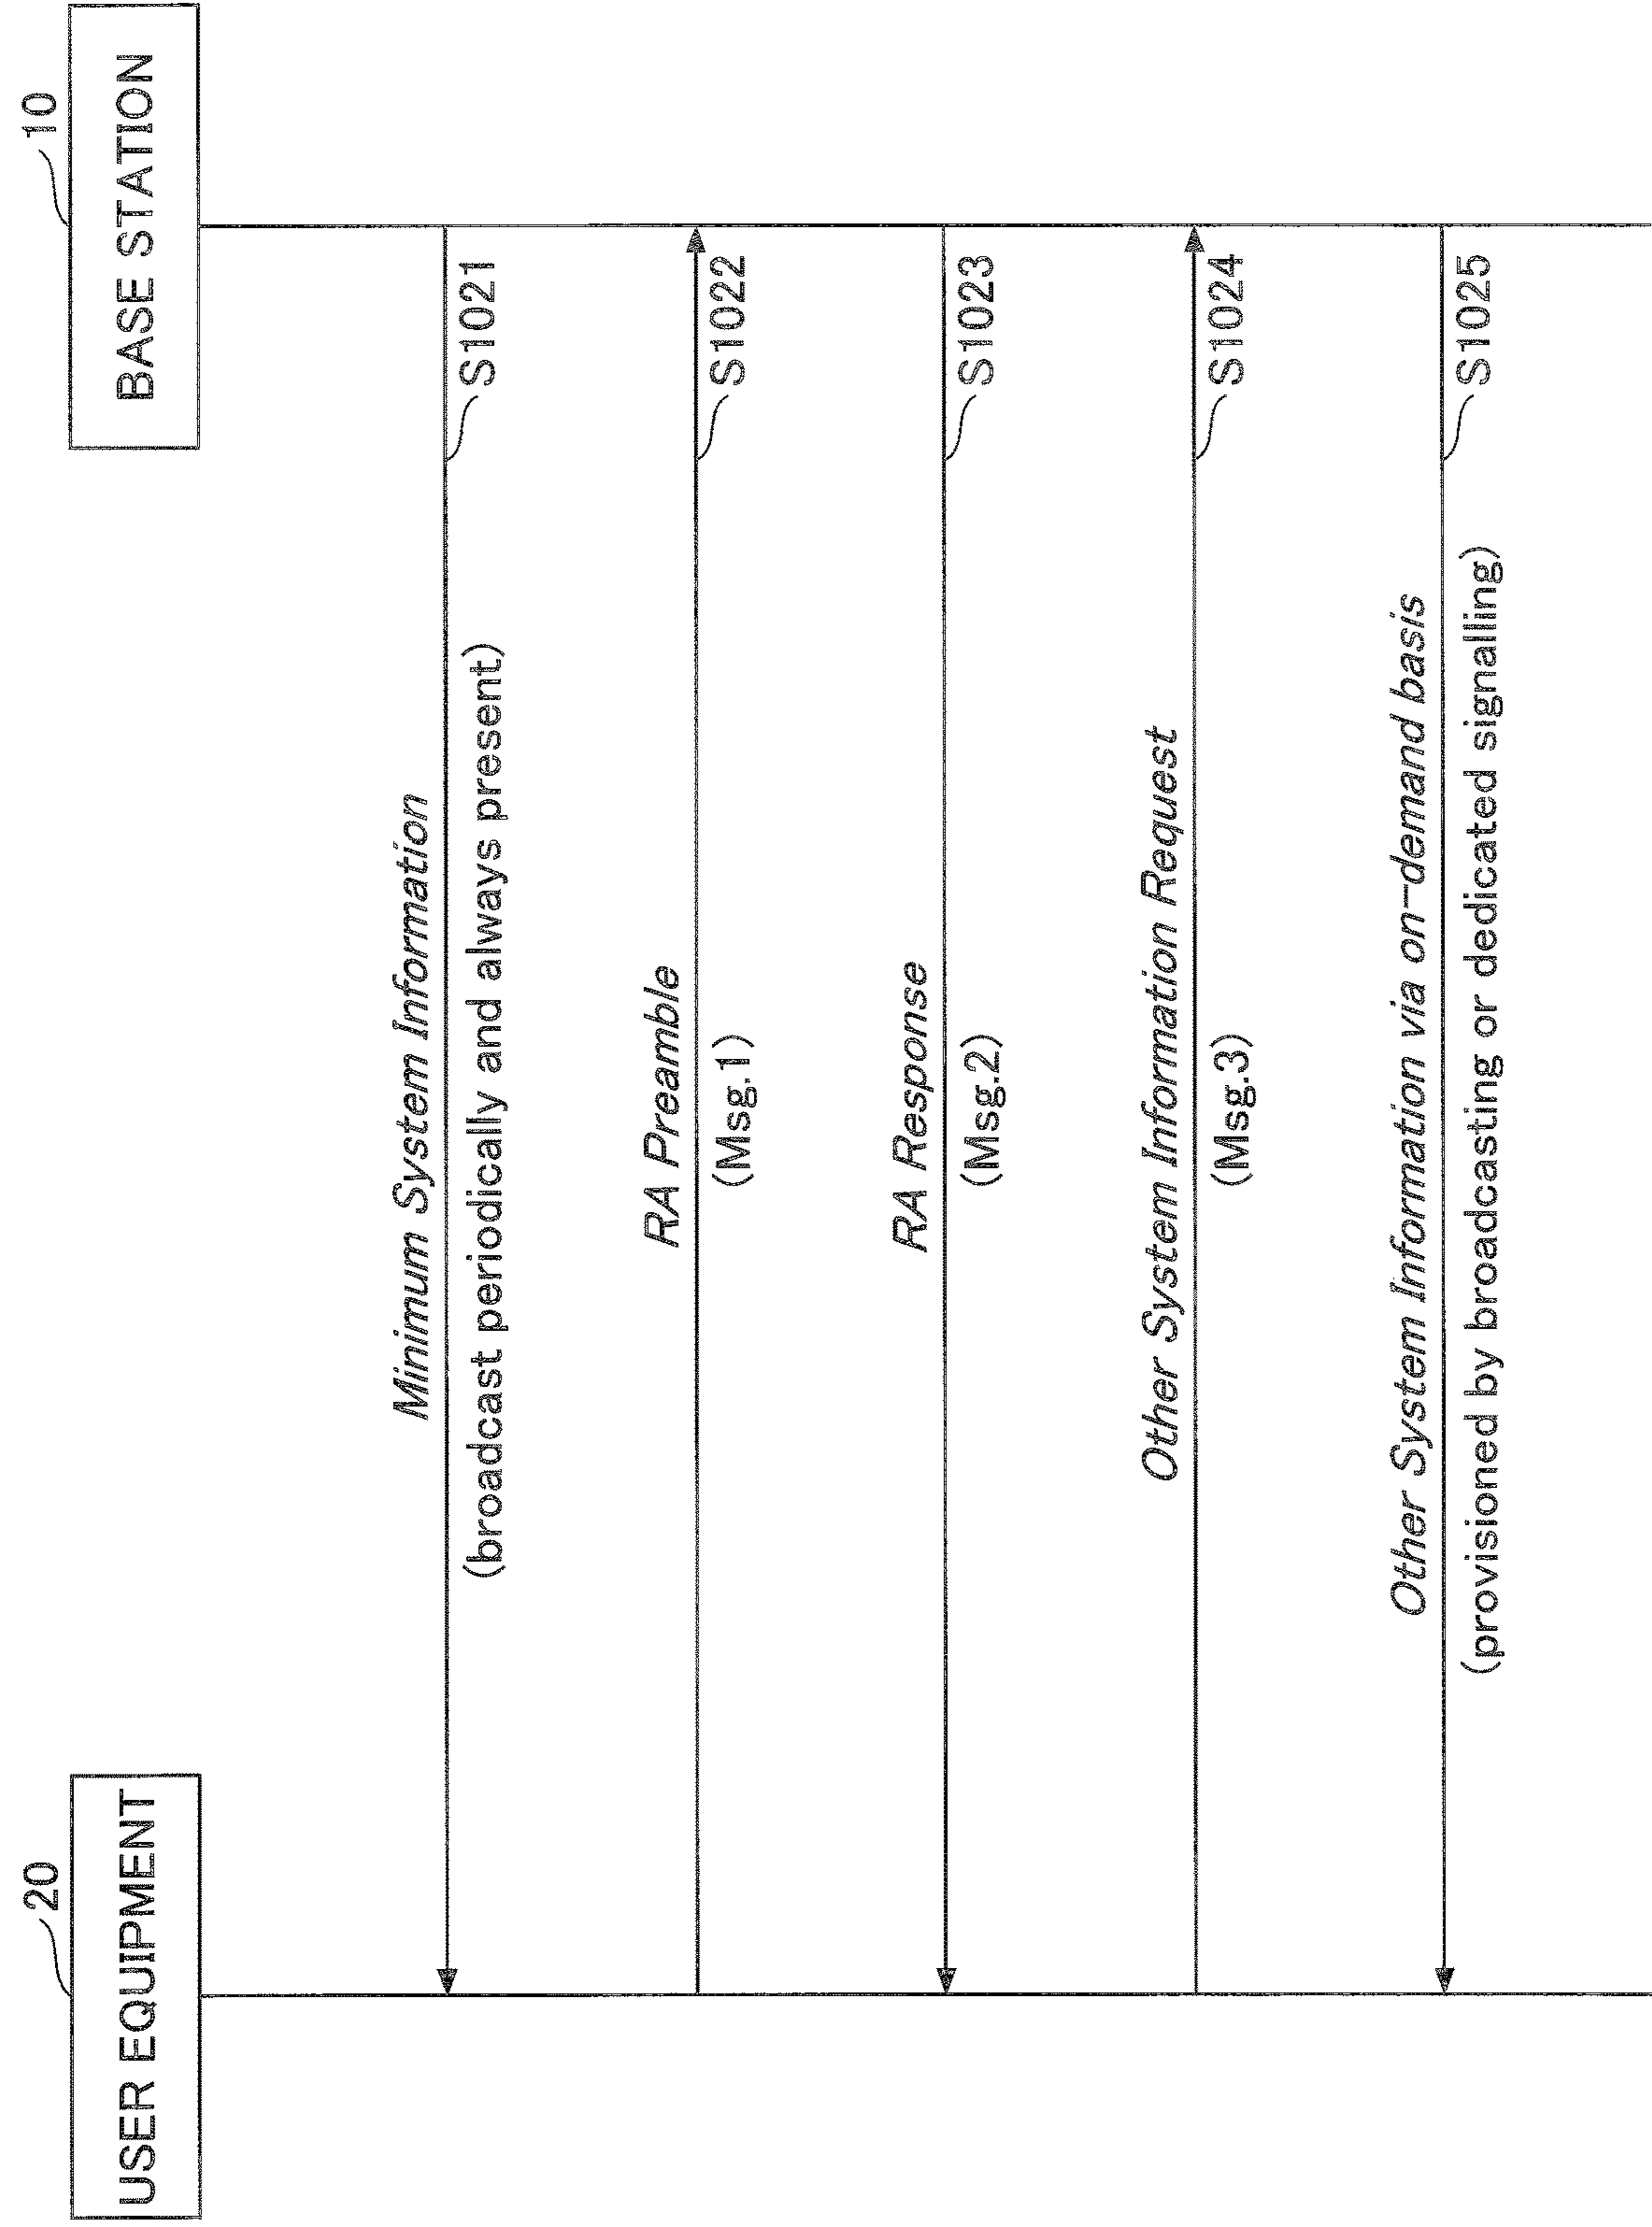 20
USER EQUIPMENT
10
BASE STATION
Minimum System Information
S1021
(broadcast periodically and always present)
RA Preamble
S1022
(Msg.1)
RA Response
S1023
(Msg.2)
Other System Information Request
S1024
(Msg.3)
Other System Information via on-demand basis
S1025
(provisioned by broadcasting or dedicated signalling)